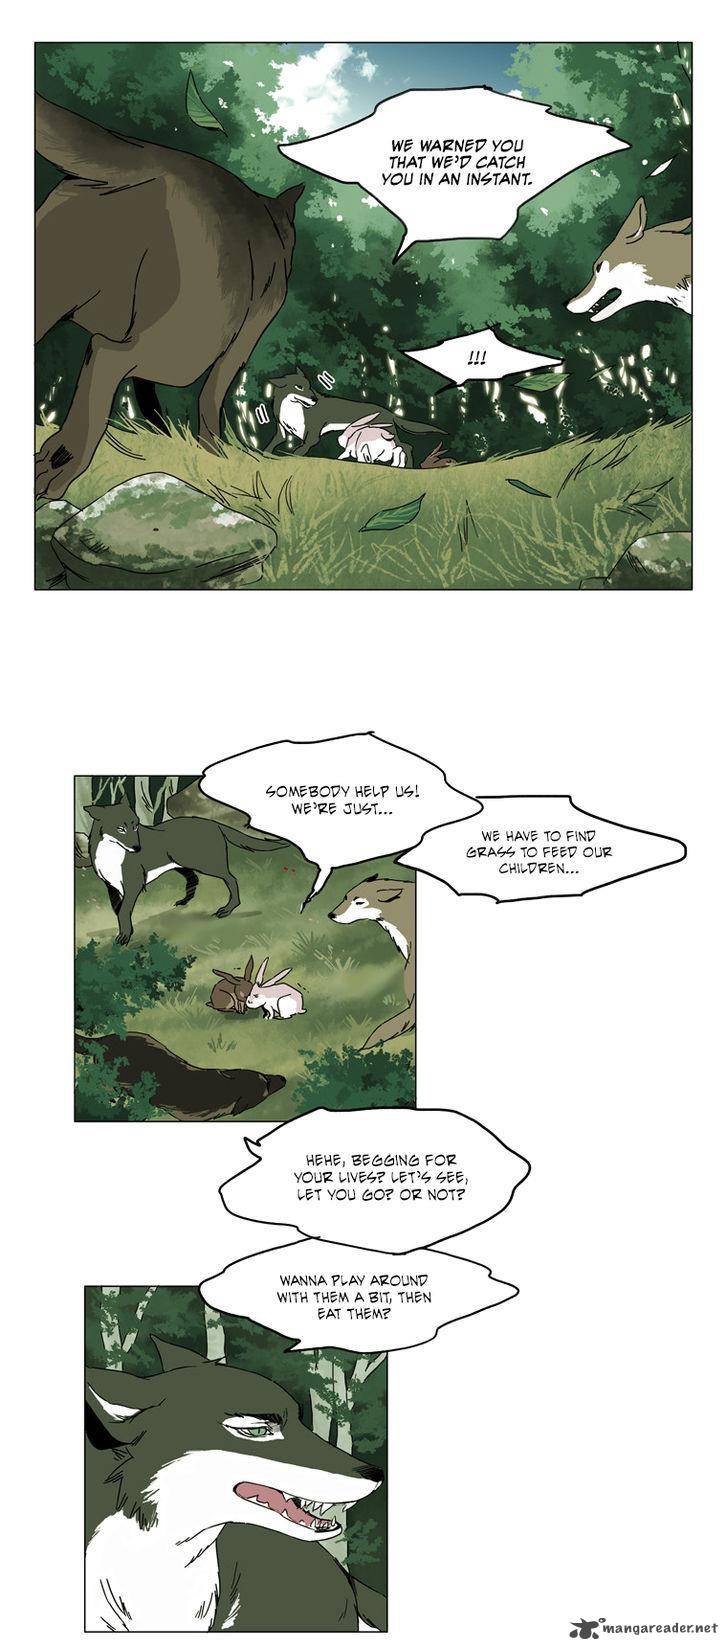 WE WARNED YOU
THAT WE'D CATCH
YOU IN AN INSTANT.
!!!
SOMEBODY HELP US!
WE'RE JUST...
WE HAVE TO FIND
GRASS TO FEED OUR
CHILDREN...
HEHE, BEGGING FOR
YOUR LIVES? LET'S SEE,
LET YOU GO? OR NOT?
WANNA PLAY AROUND
WITH THEM A BIT, THEN
EAT THEM?
mangareader.net